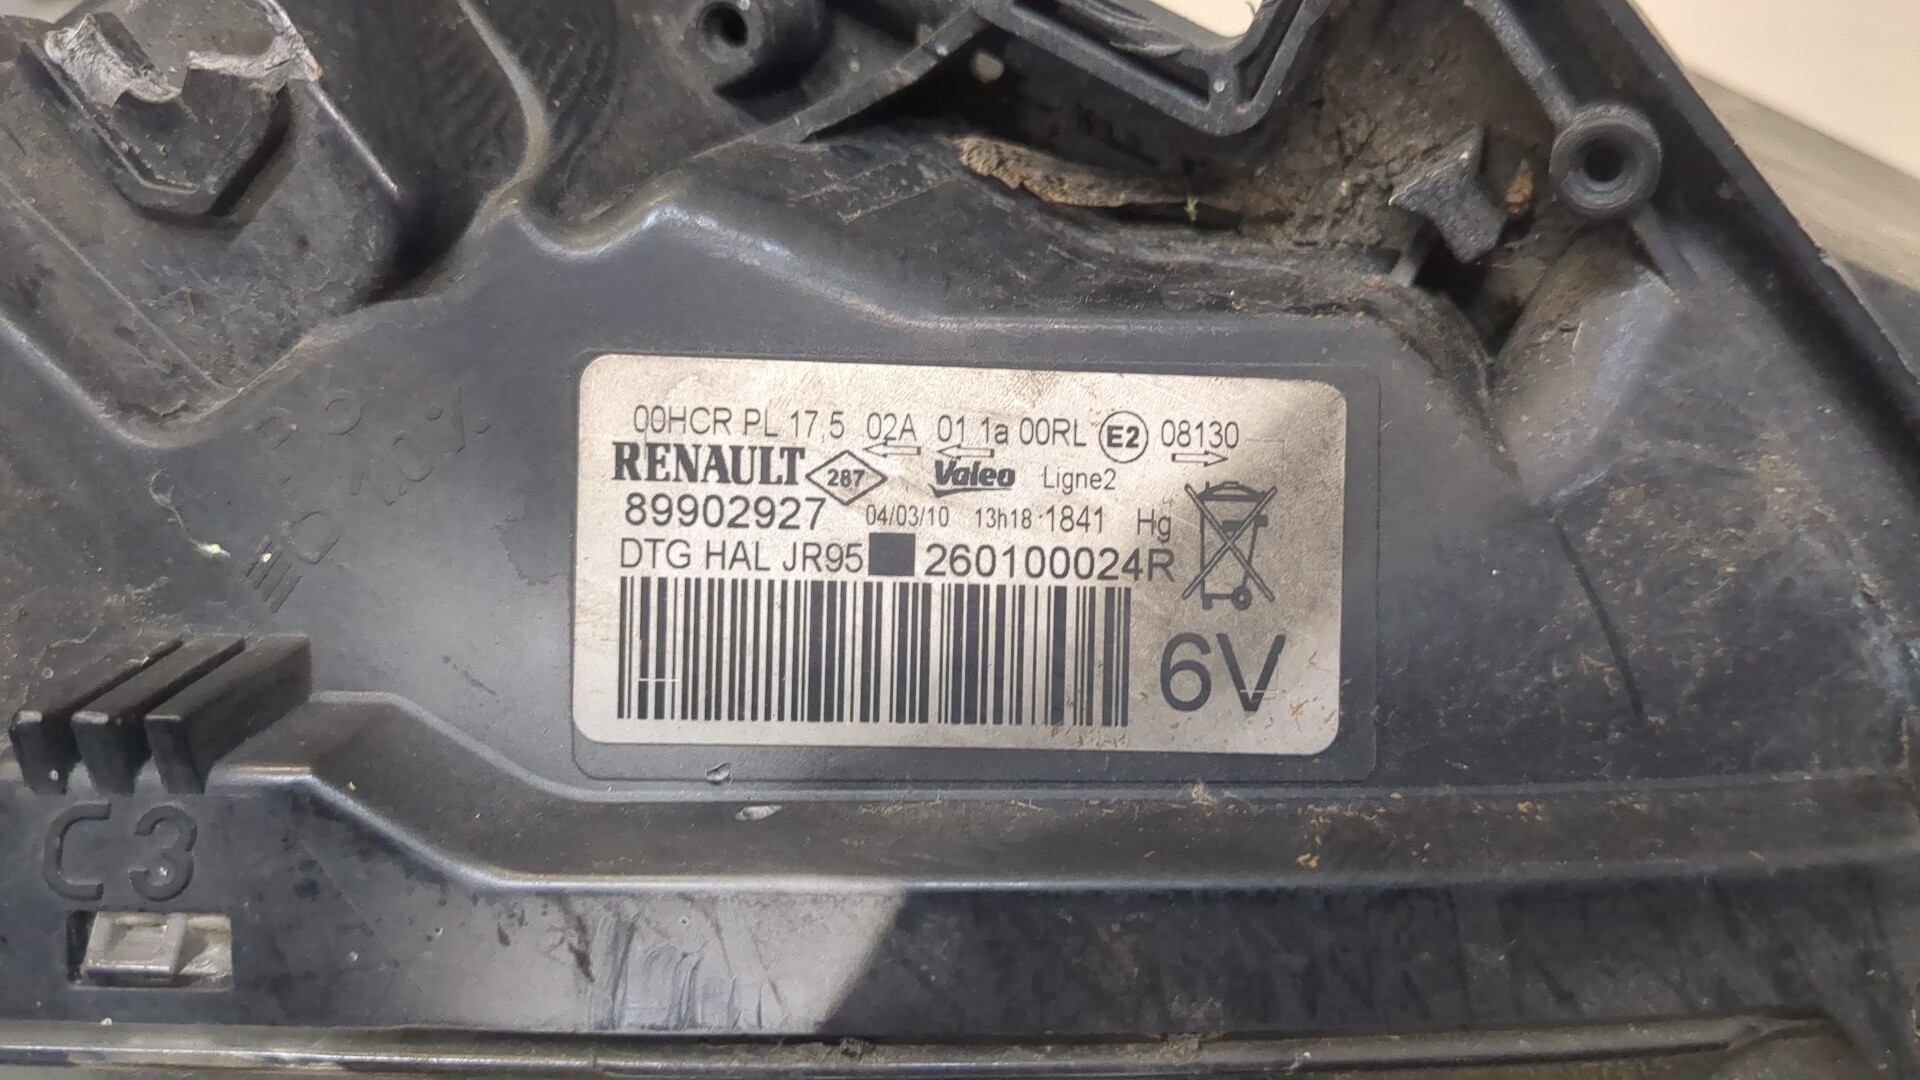 00HCR PL 17,5 02A 01 1a 00RL E2 08130
RENAULT 287 Valeo Ligne2
89902927 04/03/10 13h18 1841 Hg
DTG HAL JR95 260100024R
6V
C3